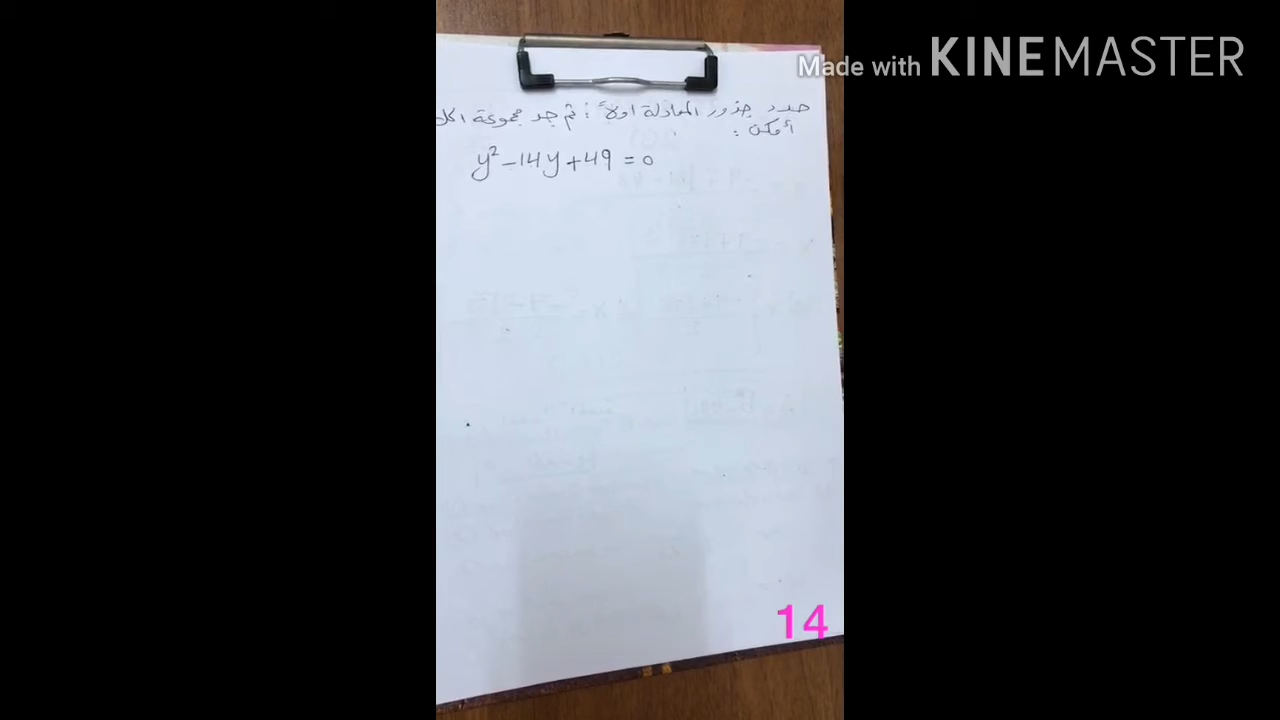 Made with KINEMASTER
حدد جذور المعادلة اولاً : ثم جد مجموعة الحل
أمكن :
y² - 14y + 49 = 0
14